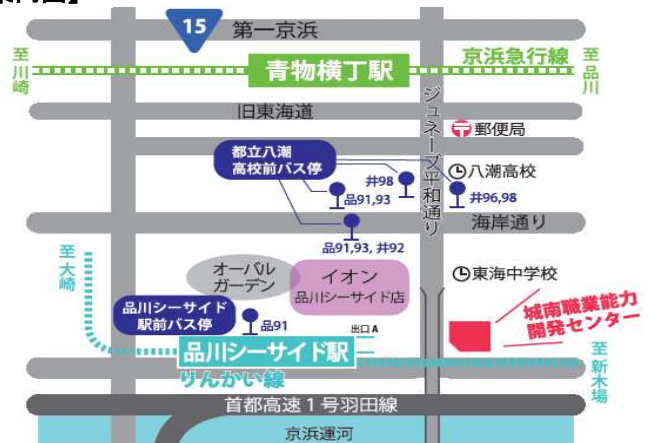 案内図】
15
第一京浜
至川崎
青物横丁駅
京浜急行線
至品川
旧東海道
ジュネーブ平和通り
郵便局
都立八潮
高校前バス停
八潮高校
井98
品91,93
井96,98
海岸通り
品91,93, 井92
至大崎
オーバル
ガーデン
イオン
品川シーサイド店
東海中学校
品川シーサイド
駅前バス停
品91
出口A
城南職業能力
開発センター
品川シーサイド駅
りんかい線
至新木場
首都高速1号羽田線
京浜運河